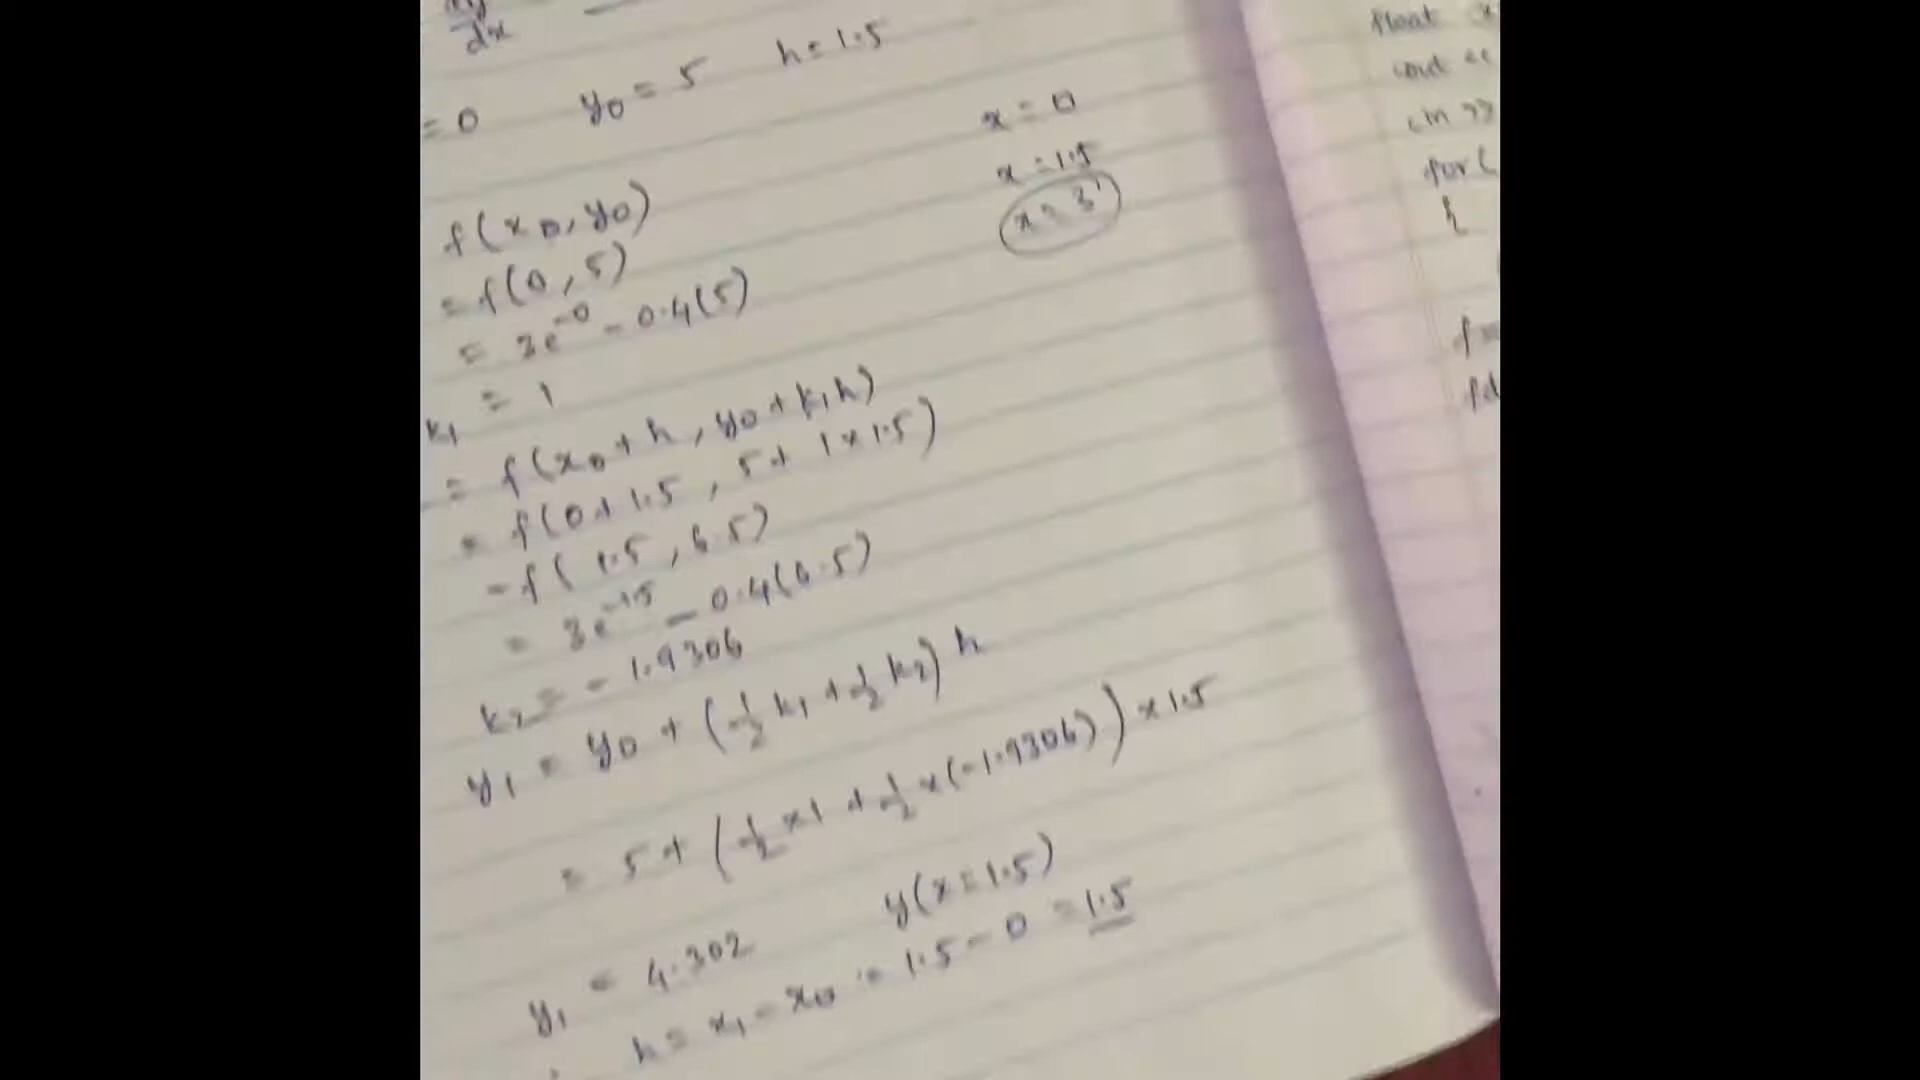 dy/dx
= 0 y0 = 5 h = 1.5
x = 0
x = 1.5
x = 3
f(x0, y0)
= f(0, 5)
= 3e^-0 - 0.4(5)
k1 = 1
= f(x0 + h, y0 + k1h)
= f(0 + 1.5, 5 + 1 x 1.5)
= f(1.5, 6.5)
= 3e^-1.5 - 0.4(6.5)
k2 = - 1.9306
y1 = y0 + (1/2 k1 + 1/2 k2) h
= 5 + (1/2 x 1 + 1/2 x (-1.9306)) x 1.5
y1 = 4.302 y(x = 1.5)
h = x1 - x0 = 1.5 - 0 = 1.5
float x
cout <<
cin >>
for (
{